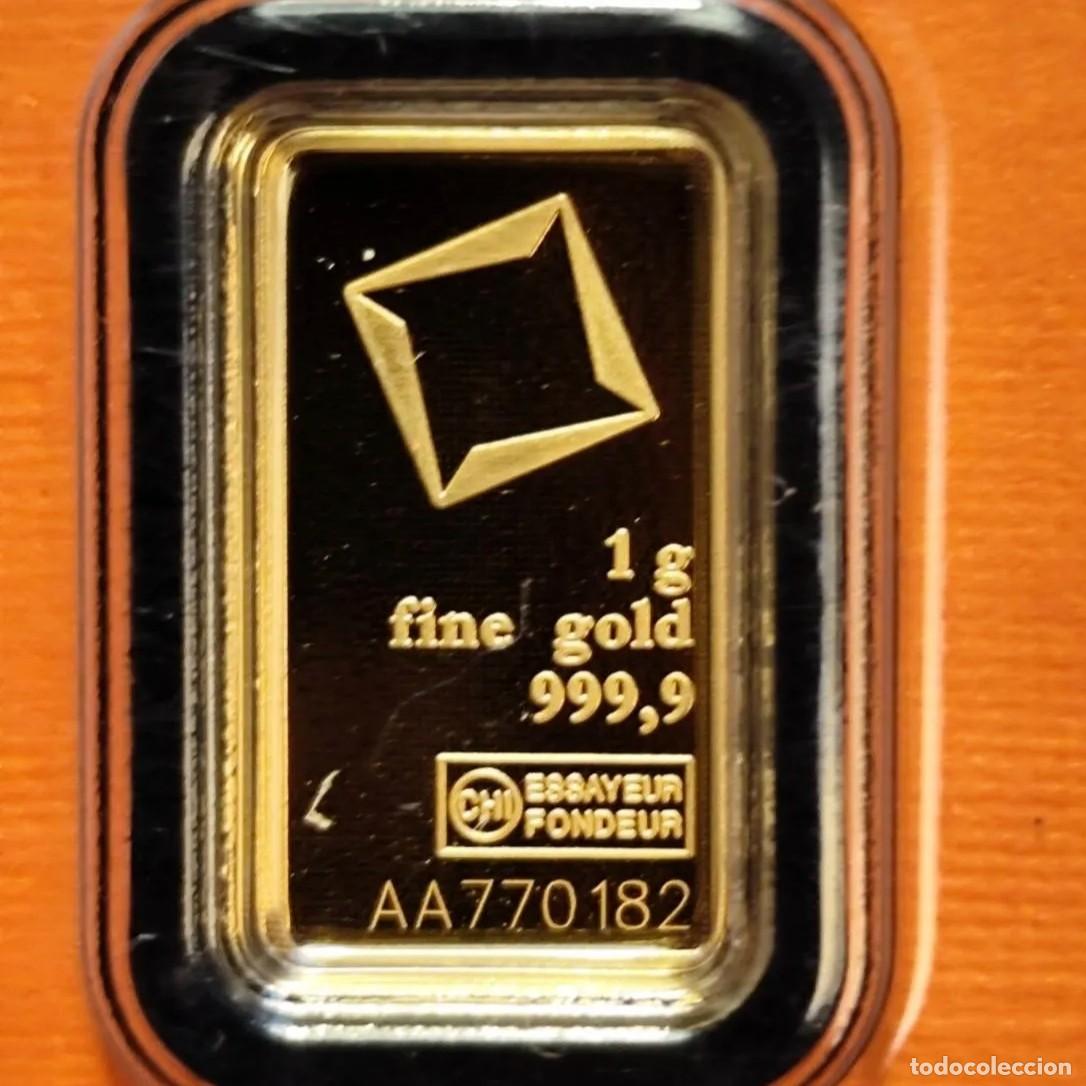 1 g
fine gold
999,9
CHI ESSAYEUR
FONDEUR
AA770182
todocoleccion